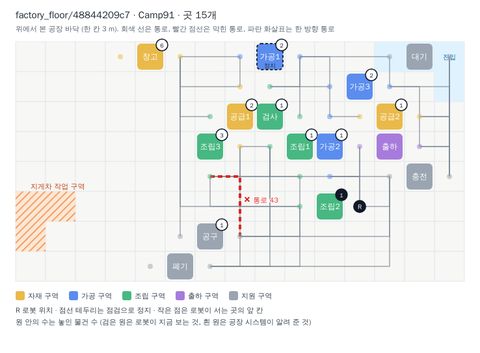 factory_floor/48844209c7 · Camp91 · 곳 15개
위에서 본 공장 바닥 (한 칸 3 m). 회색 선은 통로, 빨간 점선은 막힌 통로, 파란 화살표는 한 방향 통로
창고 6
가공1 2
대기
진입
가공3 2
공급1 2
검사 1
공급2 1
조립3 3
조립1 1
가공2 1
출하
충전
지게차 작업 구역
✕ 통로 43
조립2 1
R
공구 1
폐기
자재 구역
가공 구역
조립 구역
출하 구역
지원 구역
R 로봇 위치 · 점선 테두리는 점검으로 정지 · 작은 점은 로봇이 서는 곳의 앞 칸
원 안의 수는 놓인 물건 수 (검은 원은 로봇이 지금 보는 것, 흰 원은 공장 시스템이 알려 준 것)